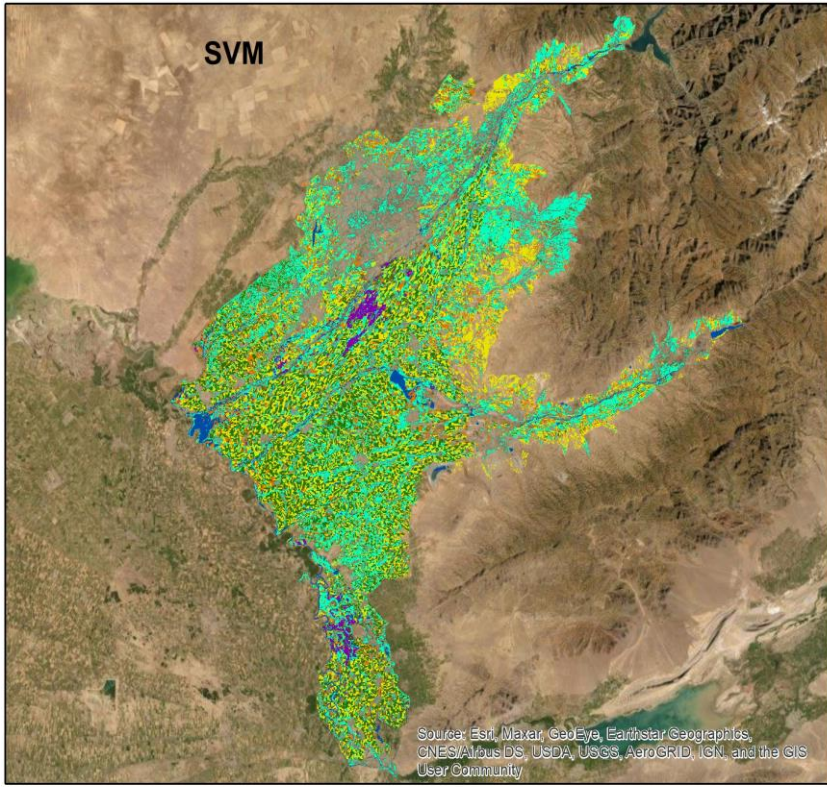 SVM
Source: Esri, Maxar, GeoEye, Earthstar Geographics,
CNES/Airbus DS, USDA, USGS, AeroGRID, IGN, and the GIS
User Community